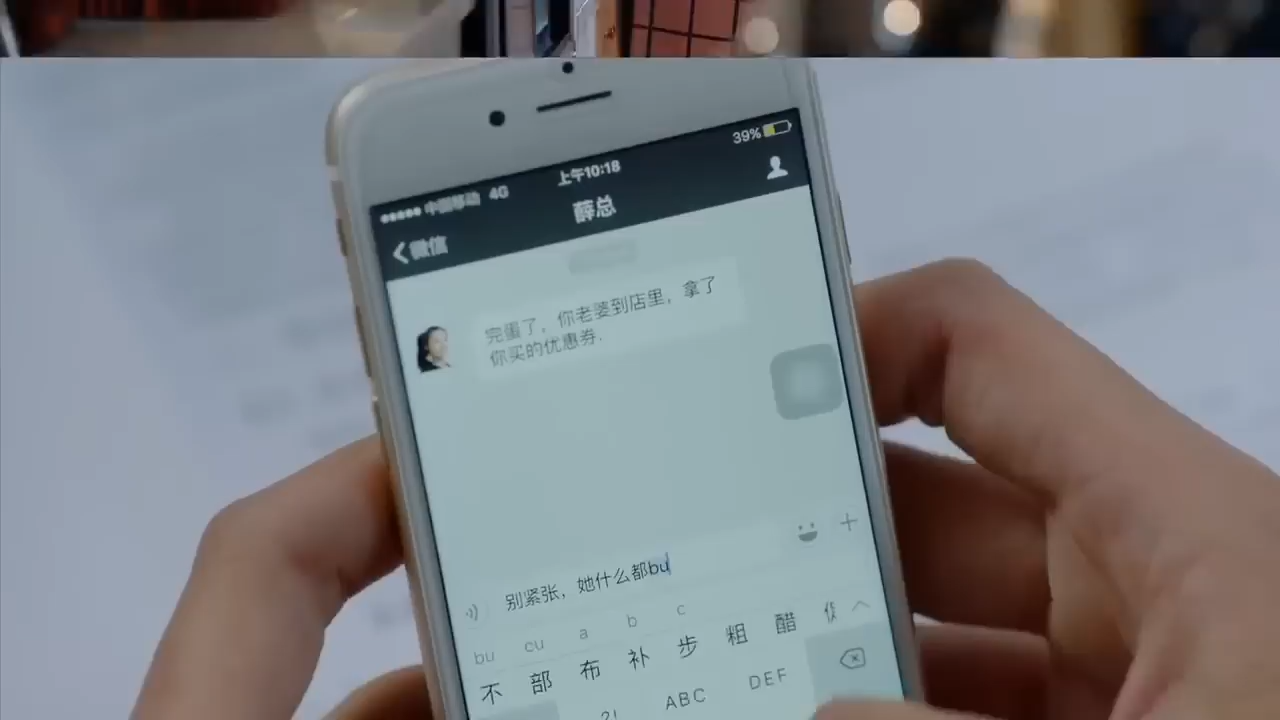 39%
中国移动 4G 上午10:18
薛总
微信
完蛋了，你老婆到店里，拿了
你买的优惠券.
别紧张，她什么都bu
bu cu a b c
不 部 布 补 步 粗 醋
ABC DEF